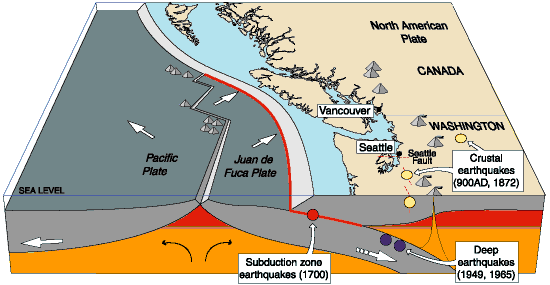 North American
Plate
CANADA
Vancouver
WASHINGTON
Seattle
Seattle
Fault
Crustal
earthquakes
(900AD, 1872)
Pacific
Plate
Juan de
Fuca Plate
SEA LEVEL
Subduction zone
earthquakes (1700)
Deep
earthquakes
(1949, 1965)